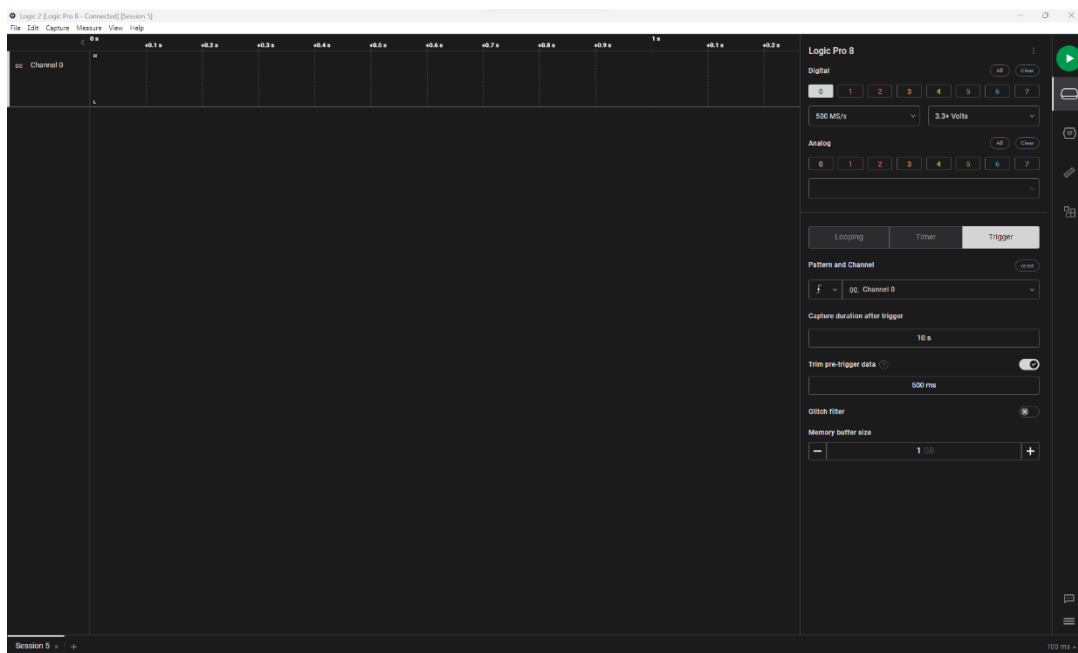 Logic 2 [Logic Pro 8 - Connected] [Session 5]
File Edit Capture Measure View Help
0 s 1 s
+0.1 s +0.2 s +0.3 s +0.4 s +0.5 s +0.6 s +0.7 s +0.8 s +0.9 s +0.1 s +0.2 s
D0 Channel 0
H
L
Logic Pro 8
Digital All Clear
0 1 2 3 4 5 6 7
500 MS/s 3.3+ Volts
Analog All Clear
0 1 2 3 4 5 6 7
Looping Timer Trigger
Pattern and Channel reset
00. Channel 0
Capture duration after trigger
10 s
Trim pre-trigger data ?
500 ms
Glitch filter
Memory buffer size
1 GB
Session 5 × +
100 ms